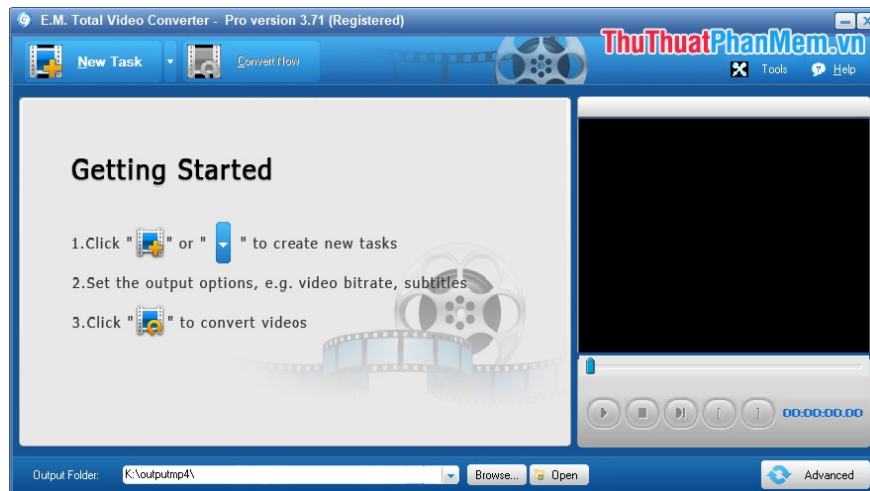 E.M. Total Video Converter - Pro version 3.71 (Registered)
ThuThuatPhanMem.vn
New Task
Convert Now
Tools
Help
Getting Started
1.Click " " or " " to create new tasks
2.Set the output options, e.g. video bitrate, subtitles
3.Click " " to convert videos
[ ]
00:00:00.00
Output Folder: K:\outputmp4\ Browse... Open Advanced